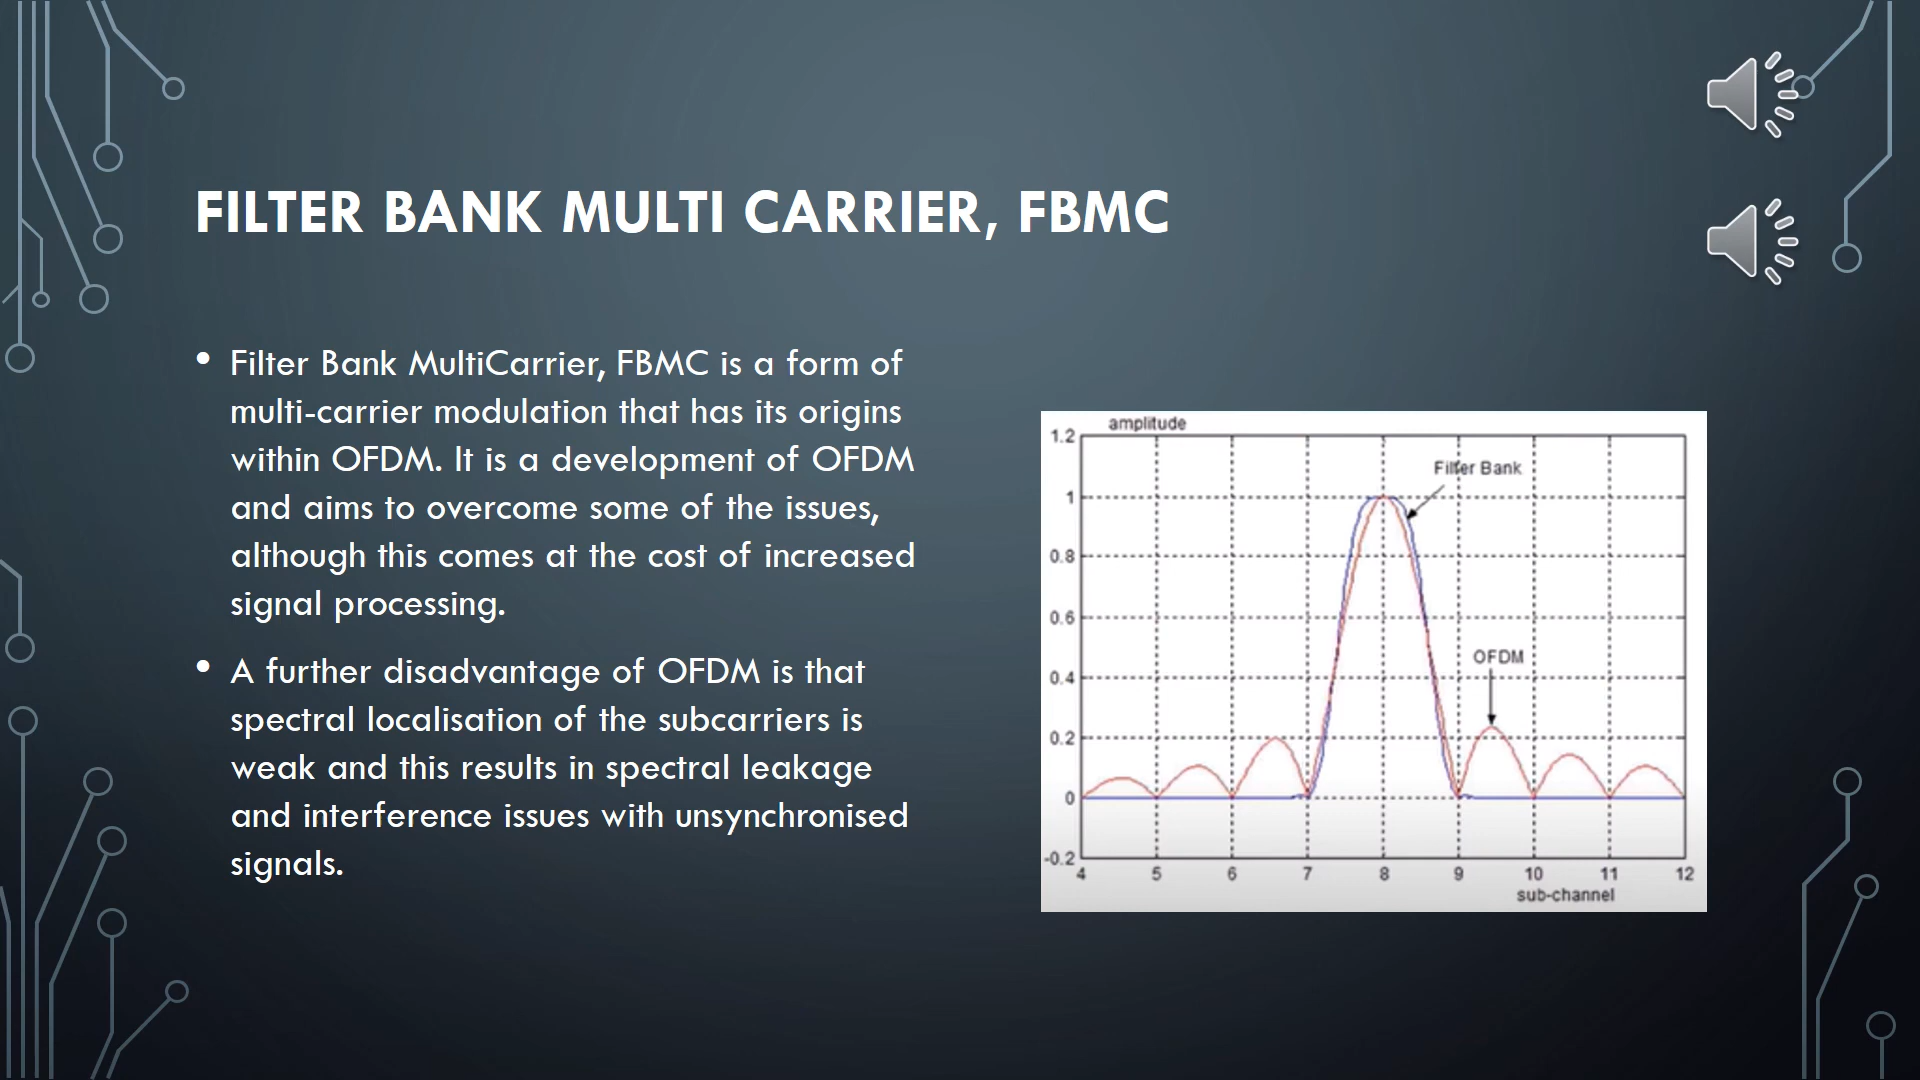 FILTER BANK MULTI CARRIER, FBMC
• Filter Bank MultiCarrier, FBMC is a form of
multi-carrier modulation that has its origins
within OFDM. It is a development of OFDM
and aims to overcome some of the issues,
although this comes at the cost of increased
signal processing.
• A further disadvantage of OFDM is that
spectral localisation of the subcarriers is
weak and this results in spectral leakage
and interference issues with unsynchronised
signals.
amplitude
1.2
Filter Bank
1
0.8
0.6
OFDM
0.4
0.2
0
-0.2
4 5 6 7 8 9 10 11 12
sub-channel